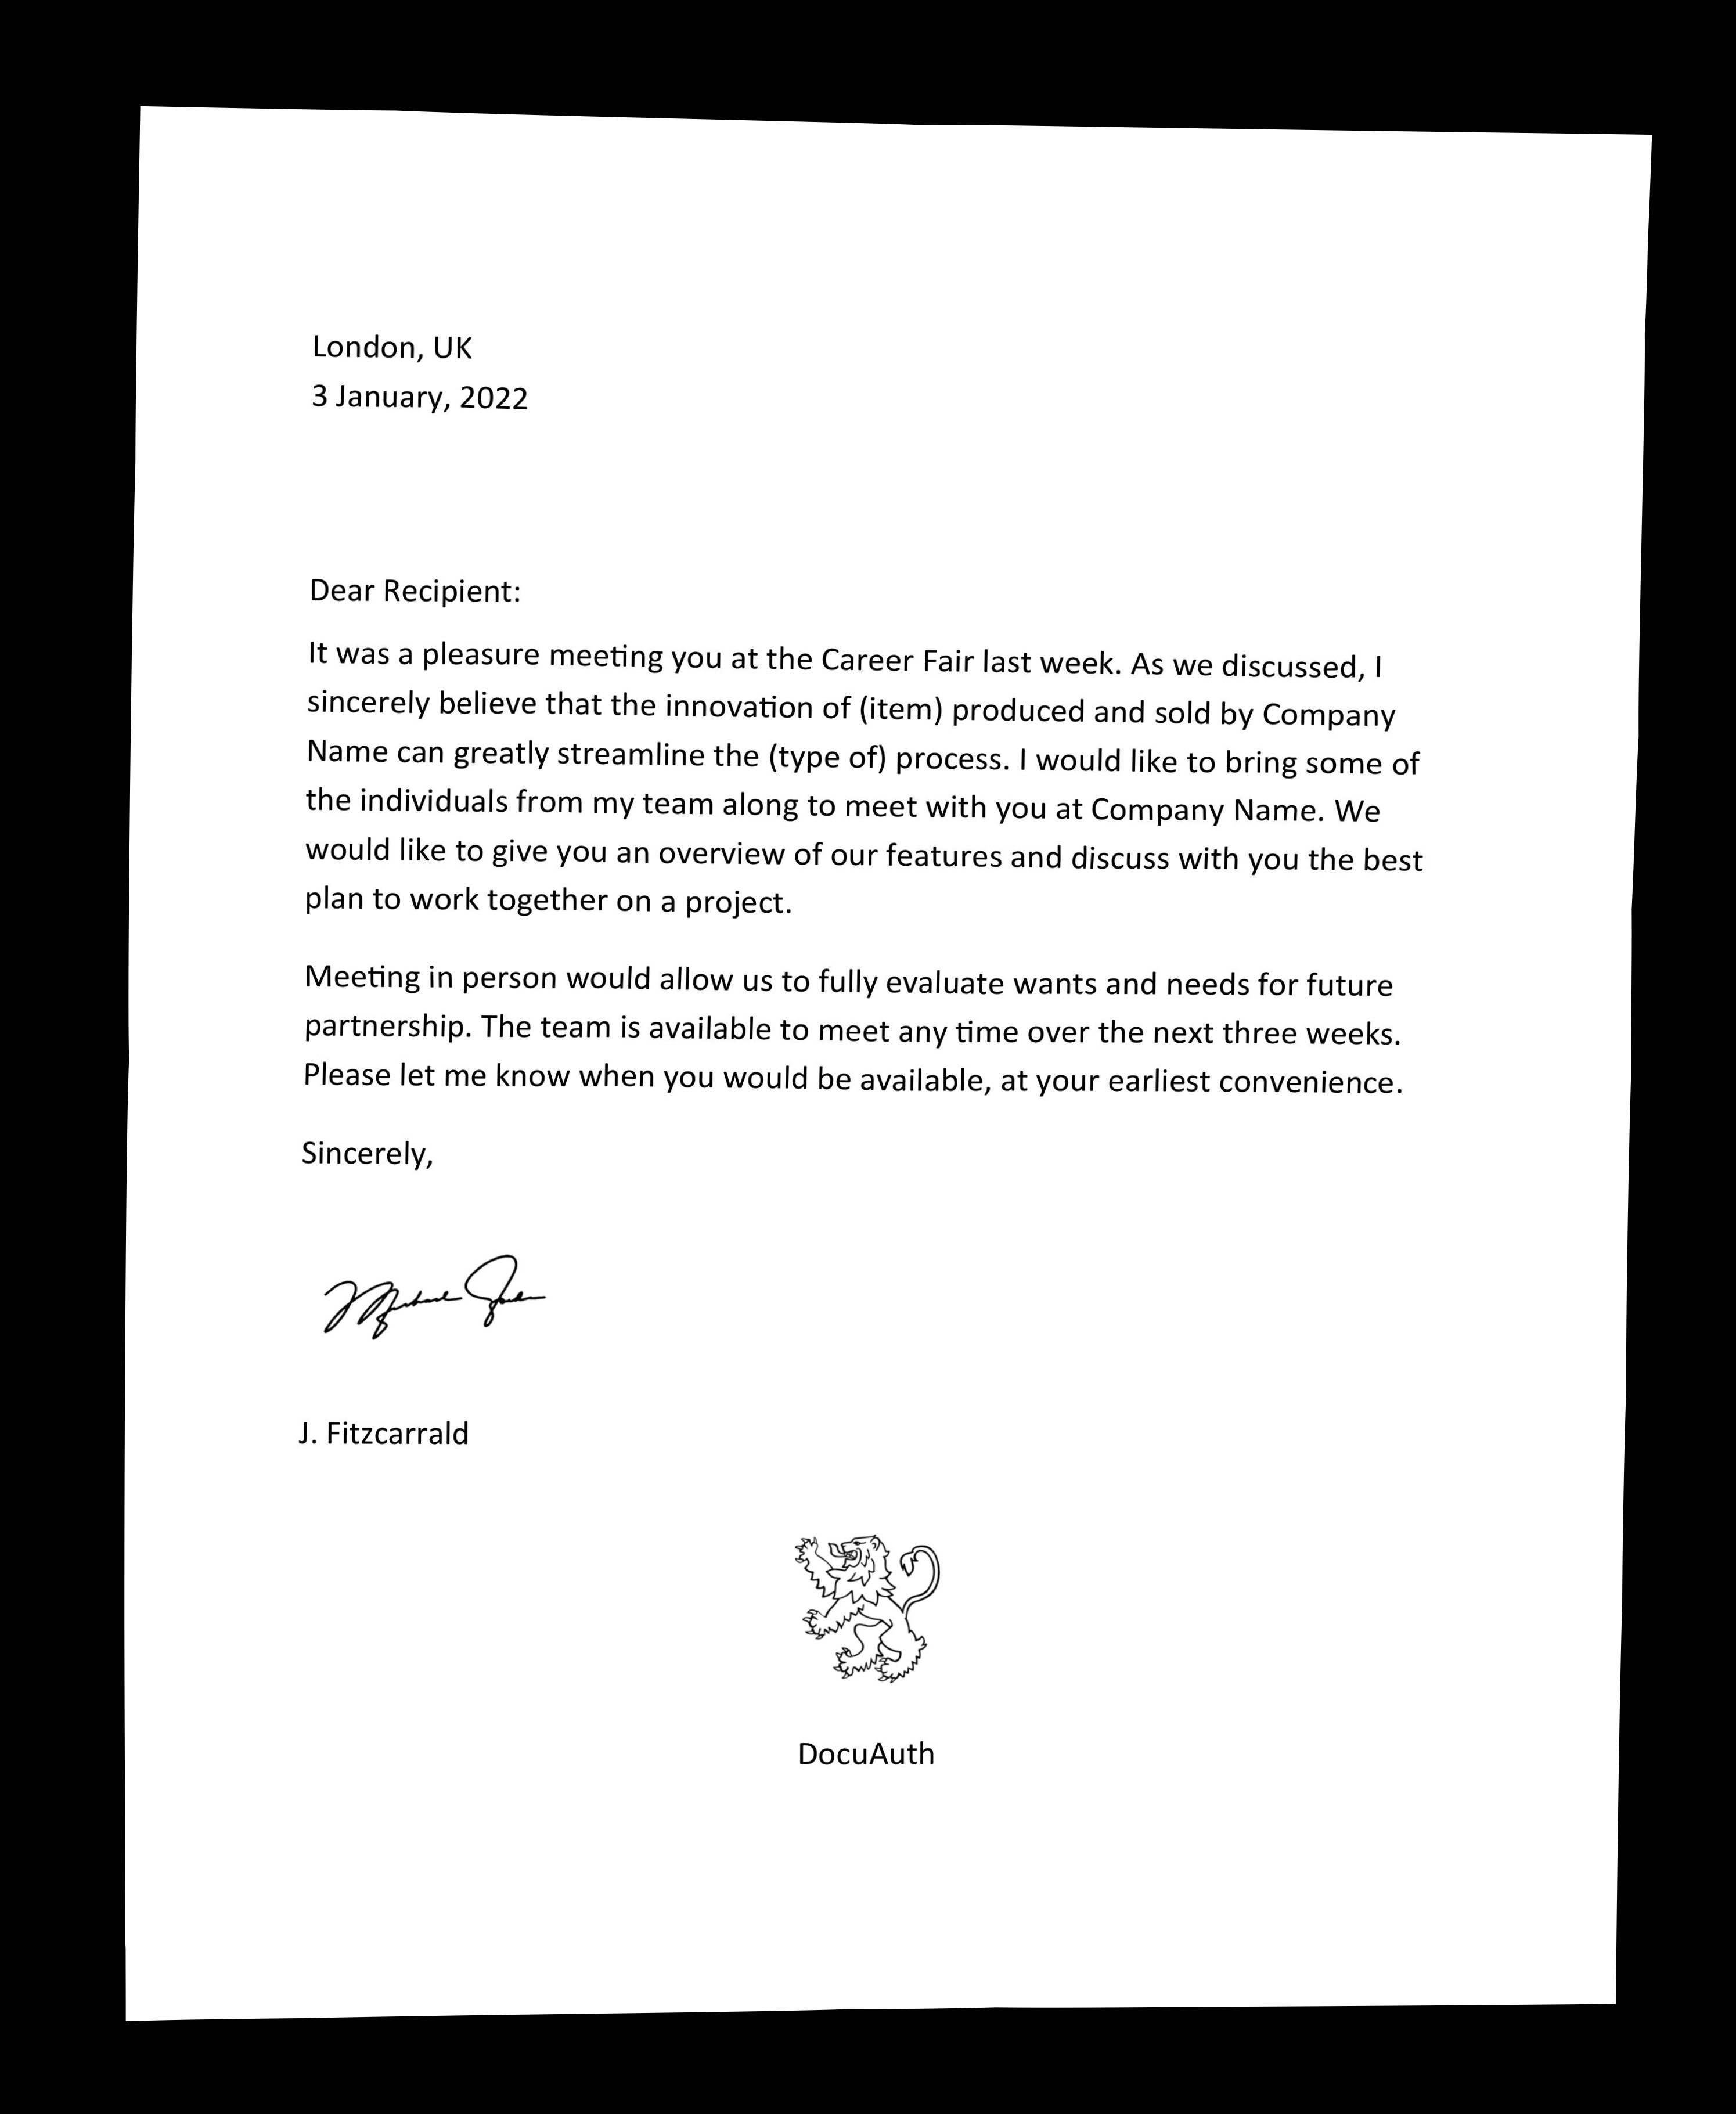 London, UK
3 January, 2022
Dear Recipient:
It was a pleasure meeting you at the Career Fair last week. As we discussed, I
sincerely believe that the innovation of (item) produced and sold by Company
Name can greatly streamline the (type of) process. I would like to bring some of
the individuals from my team along to meet with you at Company Name. We
would like to give you an overview of our features and discuss with you the best
plan to work together on a project.
Meeting in person would allow us to fully evaluate wants and needs for future
partnership. The team is available to meet any time over the next three weeks.
Please let me know when you would be available, at your earliest convenience.
Sincerely,
J. Fitzcarrald
DocuAuth